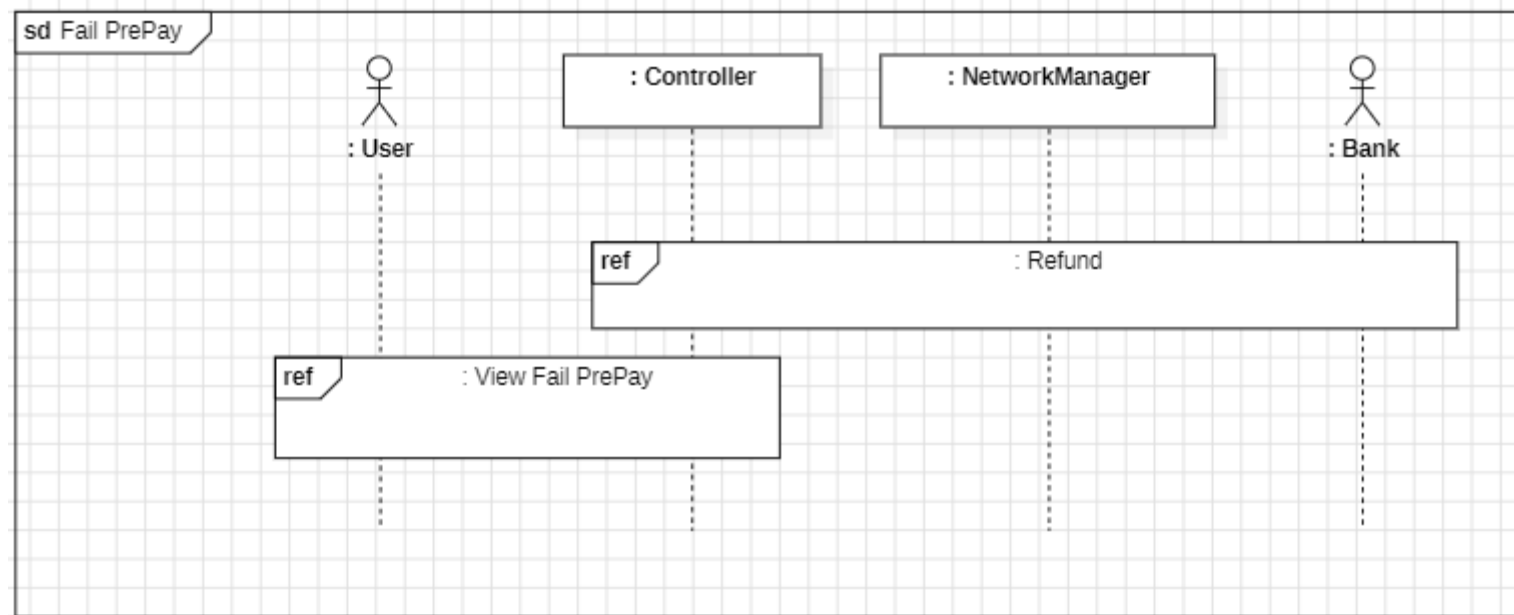 sd Fail PrePay
: Controller
: NetworkManager
: User
: Bank
ref : Refund
ref : View Fail PrePay